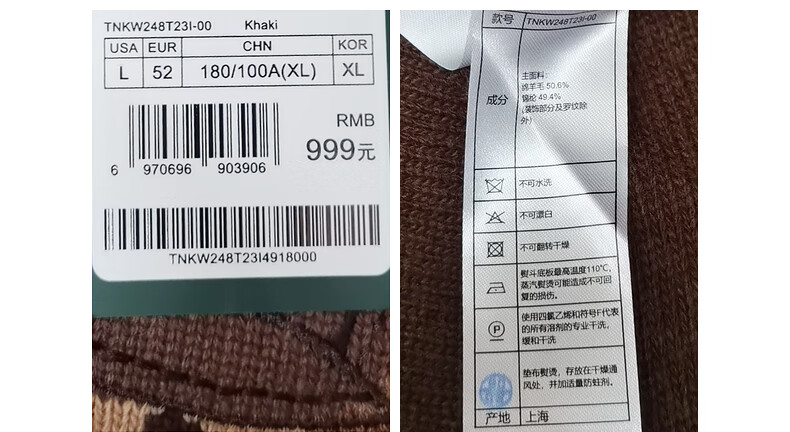 TNKW248T23I-00 Khaki
USA EUR CHN KOR
L 52 180/100A(XL) XL
RMB
999元
6 970696 903906
TNKW248T23I4918000
款号 TNKW248T23I-00
成分
主面料:
绵羊毛 50.6%
锦纶 49.4%
(装饰部分及罗纹除
外)
不可水洗
不可漂白
不可翻转干燥
熨斗底板最高温度110℃,
蒸汽熨烫可能造成不可回
复的损伤。
P
使用四氯乙烯和符号F代表
的所有溶剂的专业干洗,
缓和干洗
垫布熨烫,存放在干燥通
风处,并加适量防蛀剂。
产地 上海